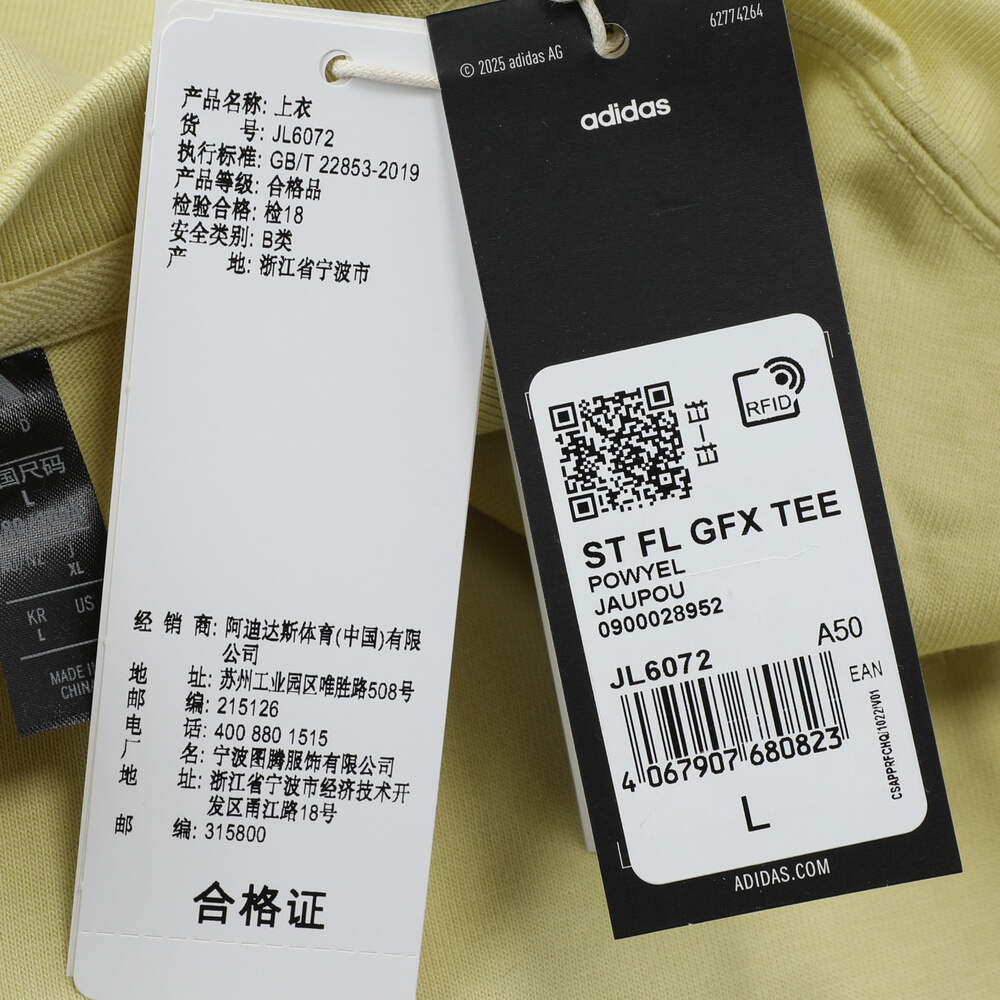 产品名称: 上衣
货 号: JL6072
执行标准: GB/T 22853-2019
产品等级: 合格品
检验合格: 检18
安全类别: B类
产 地: 浙江省宁波市
经 销 商: 阿迪达斯体育(中国)有限
公司
地 址: 苏州工业园区唯胜路508号
邮 编: 215126
电 话: 400 880 1515
厂 名: 宁波图腾服饰有限公司
地 址: 浙江省宁波市经济技术开
发区甬江路18号
邮 编: 315800
合格证
62774264
© 2025 adidas AG
adidas
RFID
ST FL GFX TEE
POWYEL
JAUPOU
0900028952
JL6072
A50
EAN
4 067907 680823
CSAPPRFCHQ/1022/V01
L
ADIDAS.COM
D
国尺码
L
J
XL
KR US
L
MADE IN
CHINA